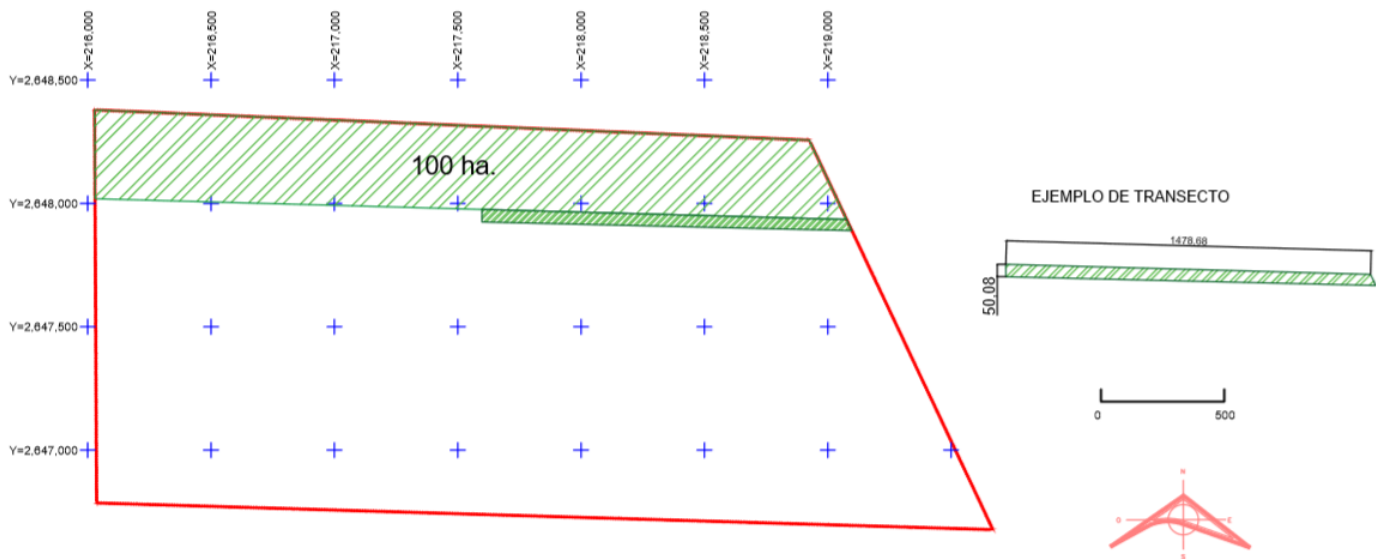 X=216,000
X=216,500
X=217,000
X=217,500
X=218,000
X=218,500
X=219,000
Y=2,648,500
100 ha.
Y=2,648,000
Y=2,647,500
Y=2,647,000
EJEMPLO DE TRANSECTO
1478.68
50.08
0 500
N
O E
S